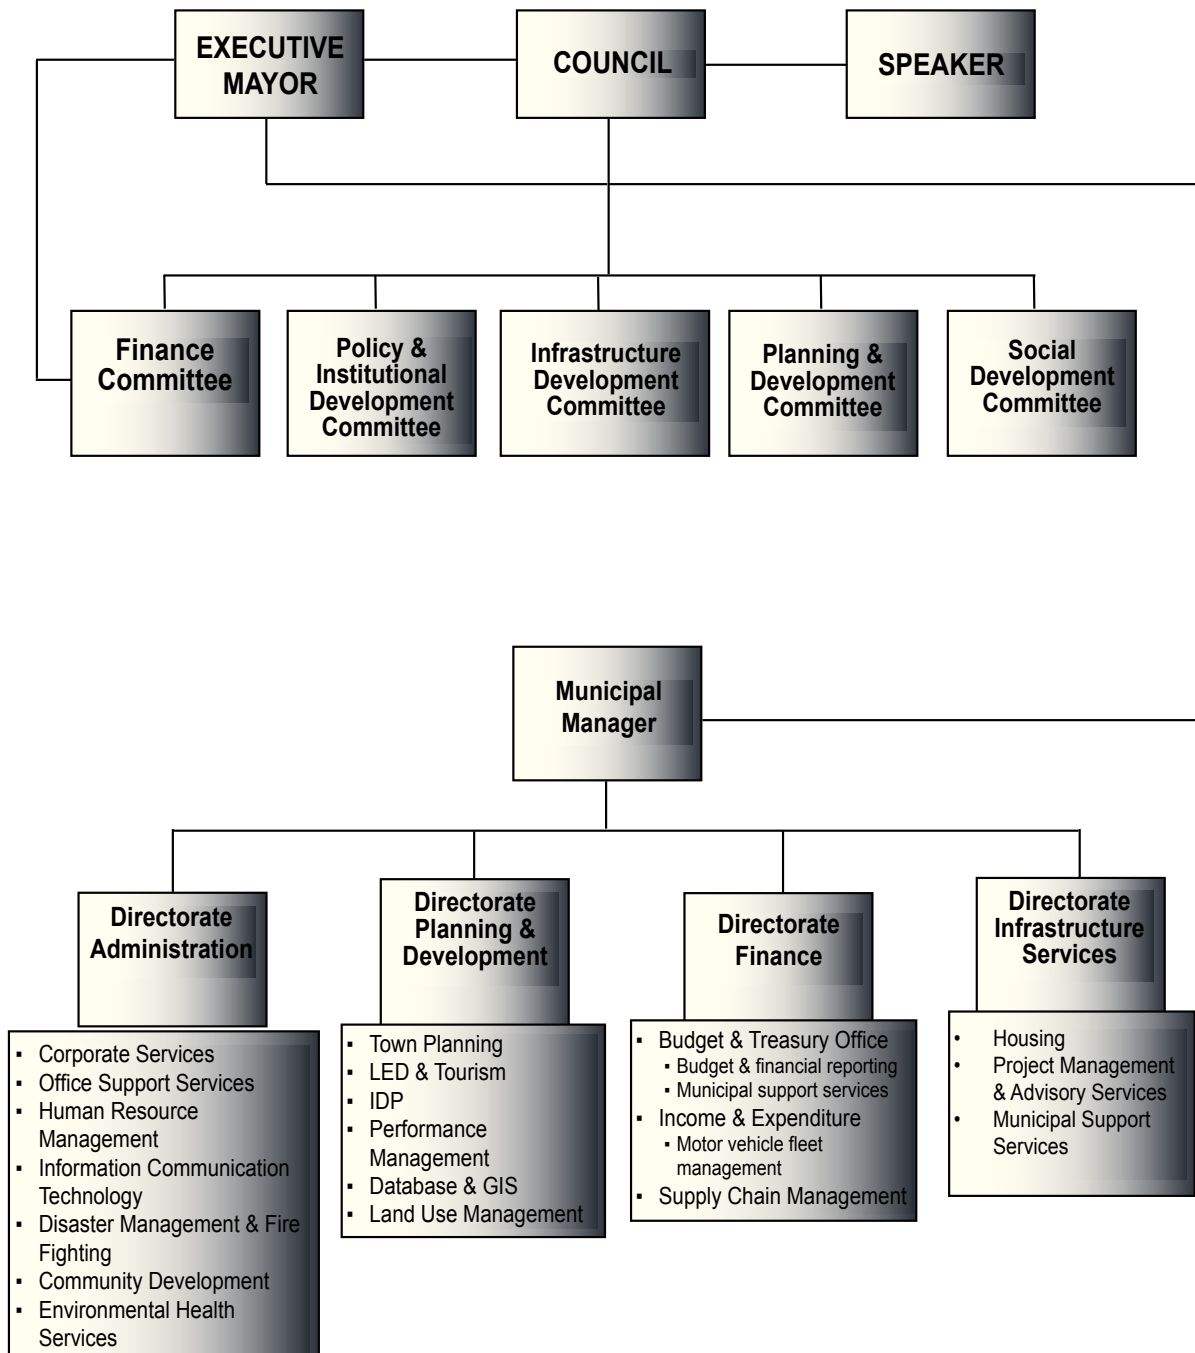 EXECUTIVE
MAYOR
COUNCIL
SPEAKER
Finance
Committee
Policy &
Institutional
Development
Committee
Infrastructure
Development
Committee
Planning &
Development
Committee
Social
Development
Committee
Municipal
Manager
Directorate
Administration
▪ Corporate Services
▪ Office Support Services
▪ Human Resource
Management
▪ Information Communication
Technology
▪ Disaster Management & Fire
Fighting
▪ Community Development
▪ Environmental Health
Services
Directorate
Planning &
Development
▪ Town Planning
▪ LED & Tourism
▪ IDP
▪ Performance
Management
▪ Database & GIS
▪ Land Use Management
Directorate
Finance
▪ Budget & Treasury Office
▪ Budget & financial reporting
▪ Municipal support services
▪ Income & Expenditure
▪ Motor vehicle fleet
management
▪ Supply Chain Management
Directorate
Infrastructure
Services
• Housing
• Project Management
& Advisory Services
• Municipal Support
Services